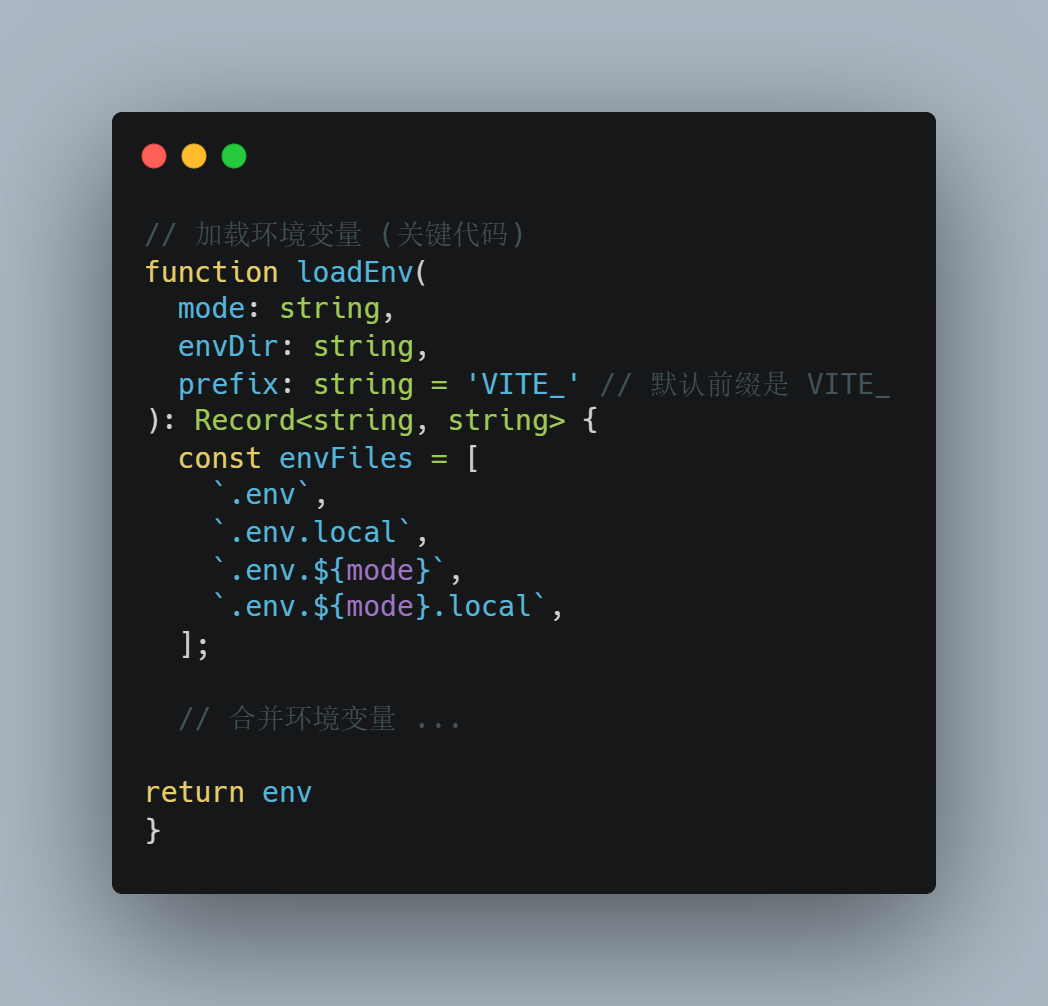 // 加载环境变量 (关键代码)
function loadEnv(
  mode: string,
  envDir: string,
  prefix: string = 'VITE_' // 默认前缀是 VITE_
): Record<string, string> {
  const envFiles = [
    `.env`,
    `.env.local`,
    `.env.${mode}`,
    `.env.${mode}.local`,
  ];
  // 合并环境变量 ...
return env
}